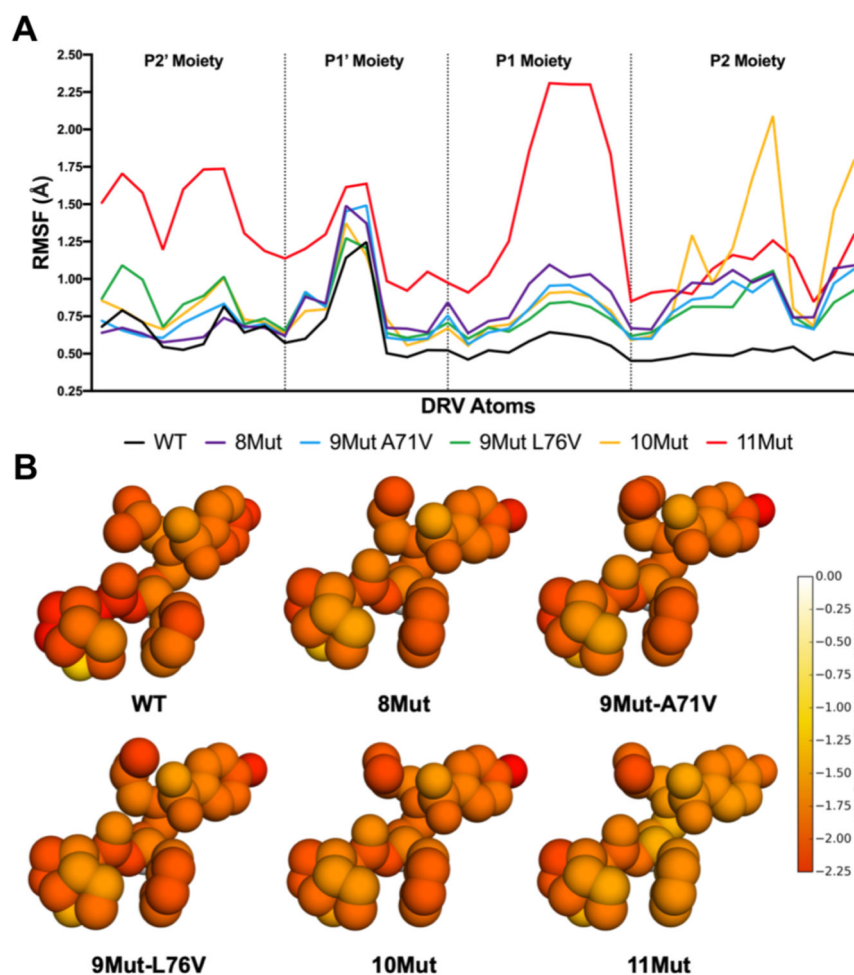 A
P2' Moiety P1' Moiety P1 Moiety P2 Moiety
2.50
2.25
2.00
1.75
1.50
1.25
1.00
0.75
0.50
0.25
RMSF (Å)
DRV Atoms
WT 8Mut 9Mut A71V 9Mut L76V 10Mut 11Mut
B
WT 8Mut 9Mut-A71V
9Mut-L76V 10Mut 11Mut
0.00
−0.25
−0.50
−0.75
−1.00
−1.25
−1.50
−1.75
−2.00
−2.25